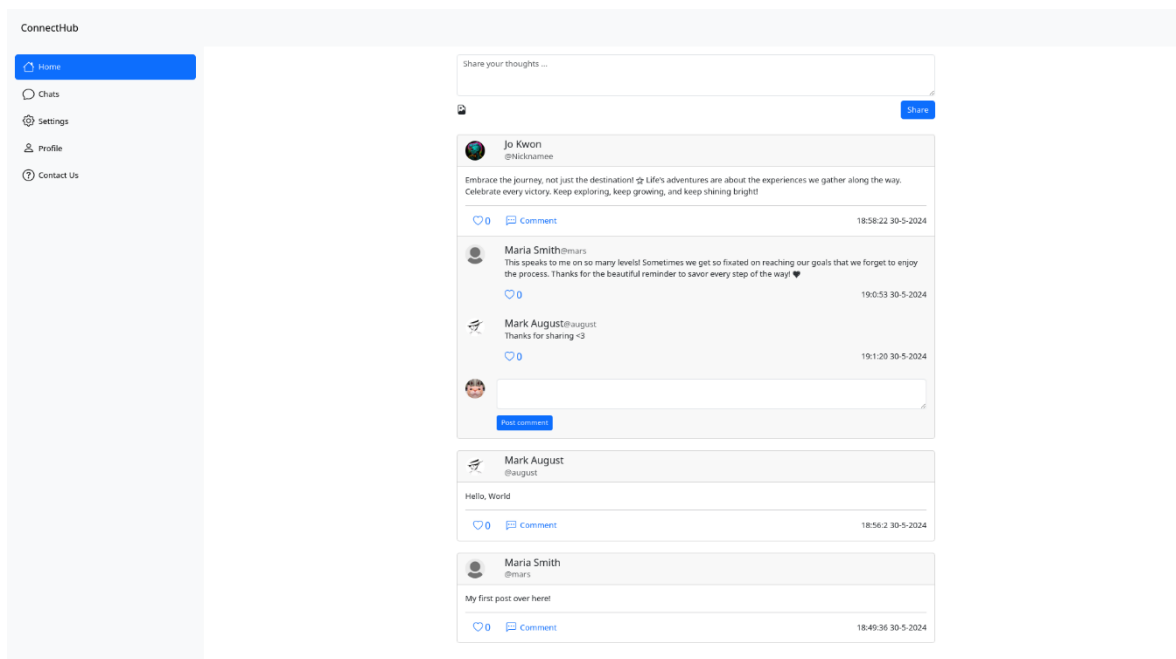 ConnectHub
Home
Chats
Settings
Profile
Contact Us
Share your thoughts ...
Share
Jo Kwon
@Nicknamee
Embrace the journey, not just the destination! ☆ Life's adventures are about the experiences we gather along the way.
Celebrate every victory. Keep exploring, keep growing, and keep shining bright!
0 Comment 18:58:22 30-5-2024
Maria Smith@mars
This speaks to me on so many levels! Sometimes we get so fixated on reaching our goals that we forget to enjoy
the process. Thanks for the beautiful reminder to savor every step of the way! ♥
0 19:0:53 30-5-2024
Mark August@august
Thanks for sharing <3
0 19:1:20 30-5-2024
Post comment
Mark August
@august
Hello, World
0 Comment 18:56:2 30-5-2024
Maria Smith
@mars
My first post over here!
0 Comment 18:49:36 30-5-2024